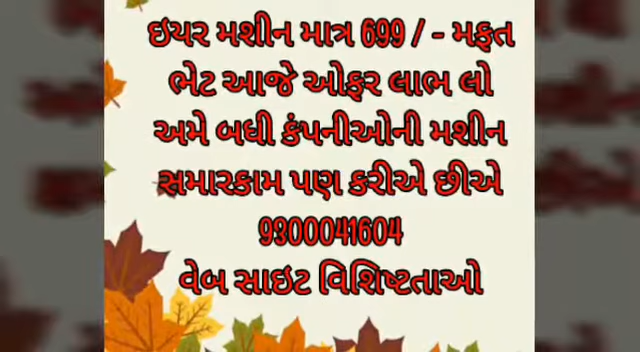 ઇયર મશીન માત્ર 699 / - મફત
ભેટ આજે ઓફર લાભ લો
અમે બધી કંપનીઓની મશીન
સમારકામ પણ કરીએ છીએ
9300041604
વેબ સાઇટ વિશિષ્ટતાઓ